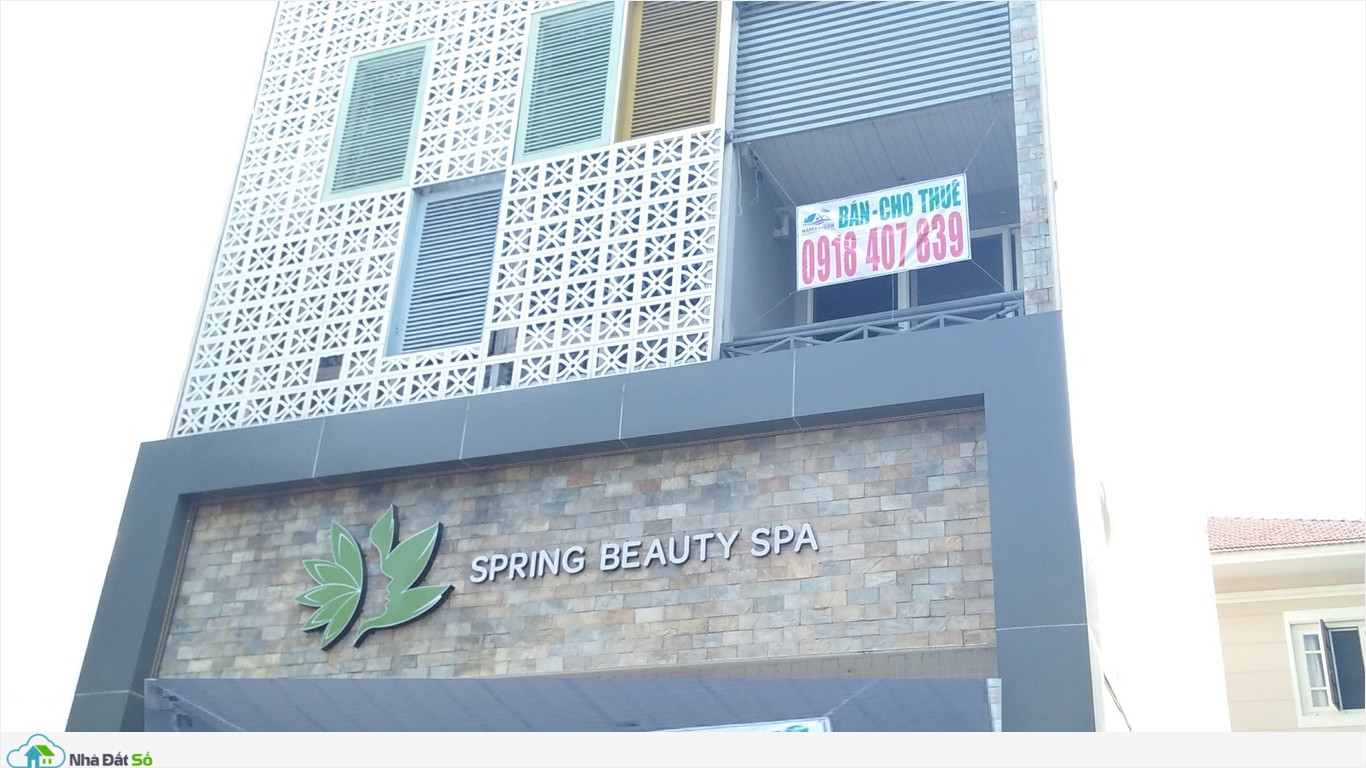 BÁN - CHO THUÊ
0918 407 839
SPRING BEAUTY SPA
Nhà Đất Số